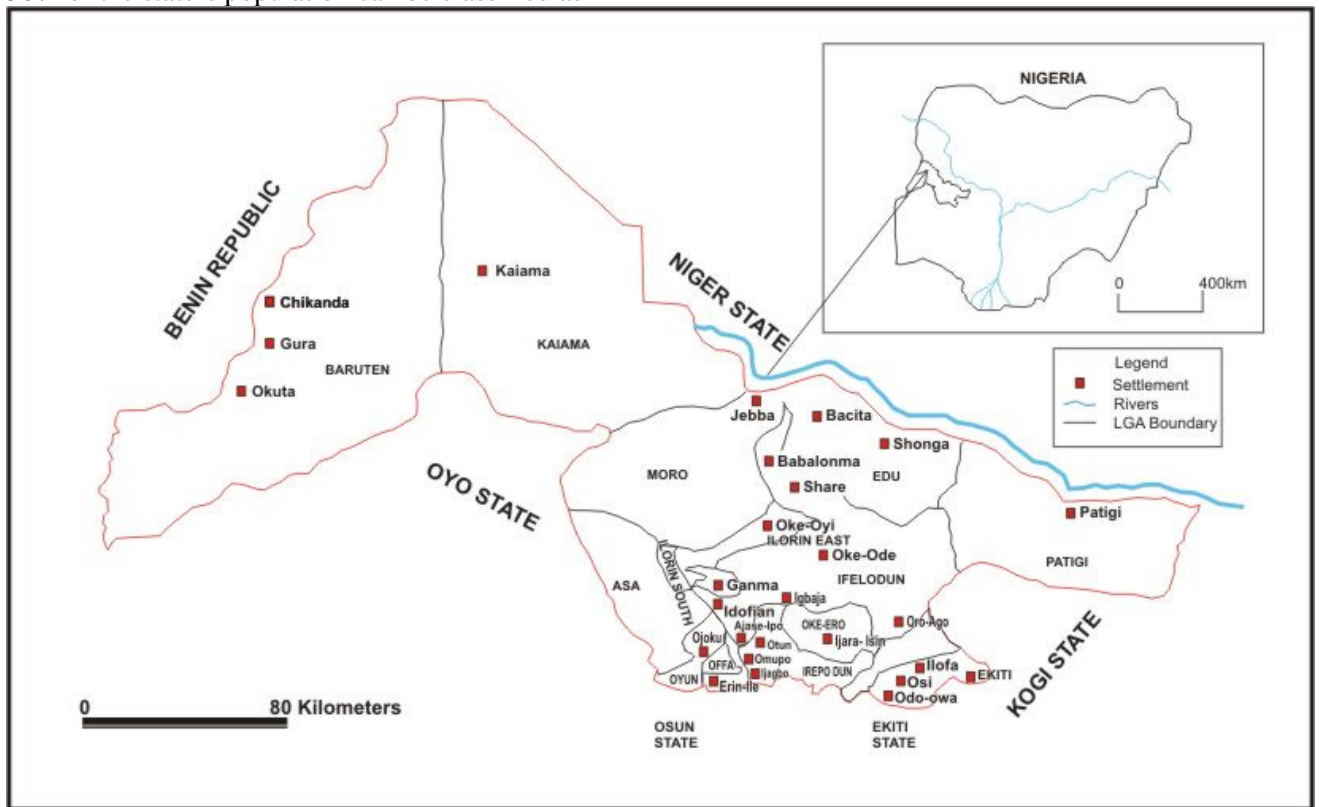 NIGERIA
0 400km
Legend
Settlement
Rivers
LGA Boundary
BENIN REPUBLIC
NIGER STATE
OYO STATE
KOGI STATE
OSUN
STATE
EKITI
STATE
Kaiama
KAIAMA
Chikanda
Gura
BARUTEN
Okuta
Jebba
Bacita
Shonga
Babalonma
EDU
MORO
Share
Patigi
PATIGI
Oke-Oyi
ILORIN EAST
Oke-Ode
IFELODUN
ASA
ILORIN SOUTH
Ganma
Igbaja
Idofian
Ajase-Ipo
OKE-ERO
Oro-Ago
Ojoku
Otun
Ijara- Isin
OFFA
Omupo
IREPO DUN
Ilofa
OYUN
Ijagbo
Erin-Ile
Osi
EKITI
Odo-owa
0 80 Kilometers